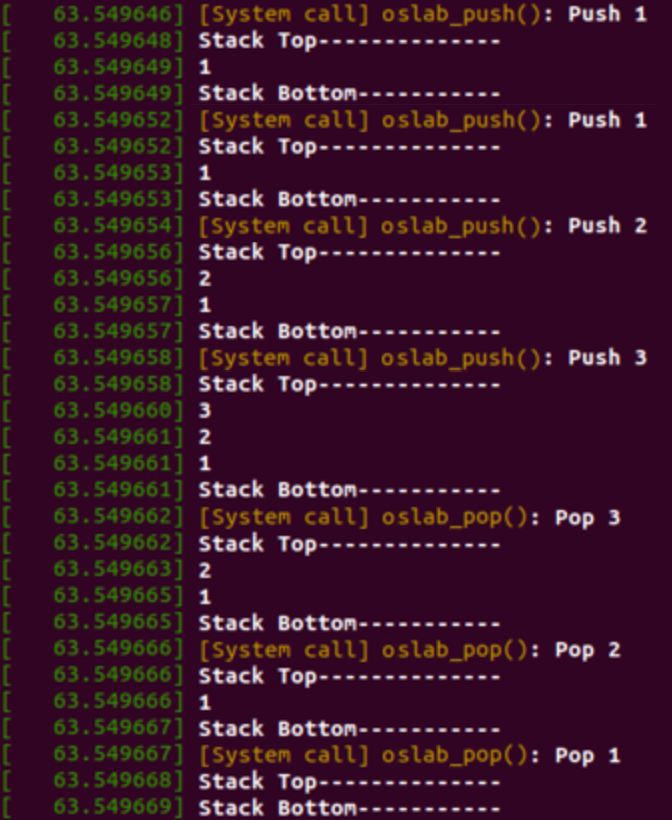 [   63.549646] [System call] oslab_push(): Push 1
[   63.549648] Stack Top--------------
[   63.549649] 1
[   63.549649] Stack Bottom-----------
[   63.549652] [System call] oslab_push(): Push 1
[   63.549652] Stack Top--------------
[   63.549653] 1
[   63.549653] Stack Bottom-----------
[   63.549654] [System call] oslab_push(): Push 2
[   63.549656] Stack Top--------------
[   63.549656] 2
[   63.549657] 1
[   63.549657] Stack Bottom-----------
[   63.549658] [System call] oslab_push(): Push 3
[   63.549658] Stack Top--------------
[   63.549660] 3
[   63.549661] 2
[   63.549661] 1
[   63.549661] Stack Bottom-----------
[   63.549662] [System call] oslab_pop(): Pop 3
[   63.549662] Stack Top--------------
[   63.549663] 2
[   63.549665] 1
[   63.549665] Stack Bottom-----------
[   63.549666] [System call] oslab_pop(): Pop 2
[   63.549666] Stack Top--------------
[   63.549666] 1
[   63.549667] Stack Bottom-----------
[   63.549667] [System call] oslab_pop(): Pop 1
[   63.549668] Stack Top--------------
[   63.549669] Stack Bottom-----------